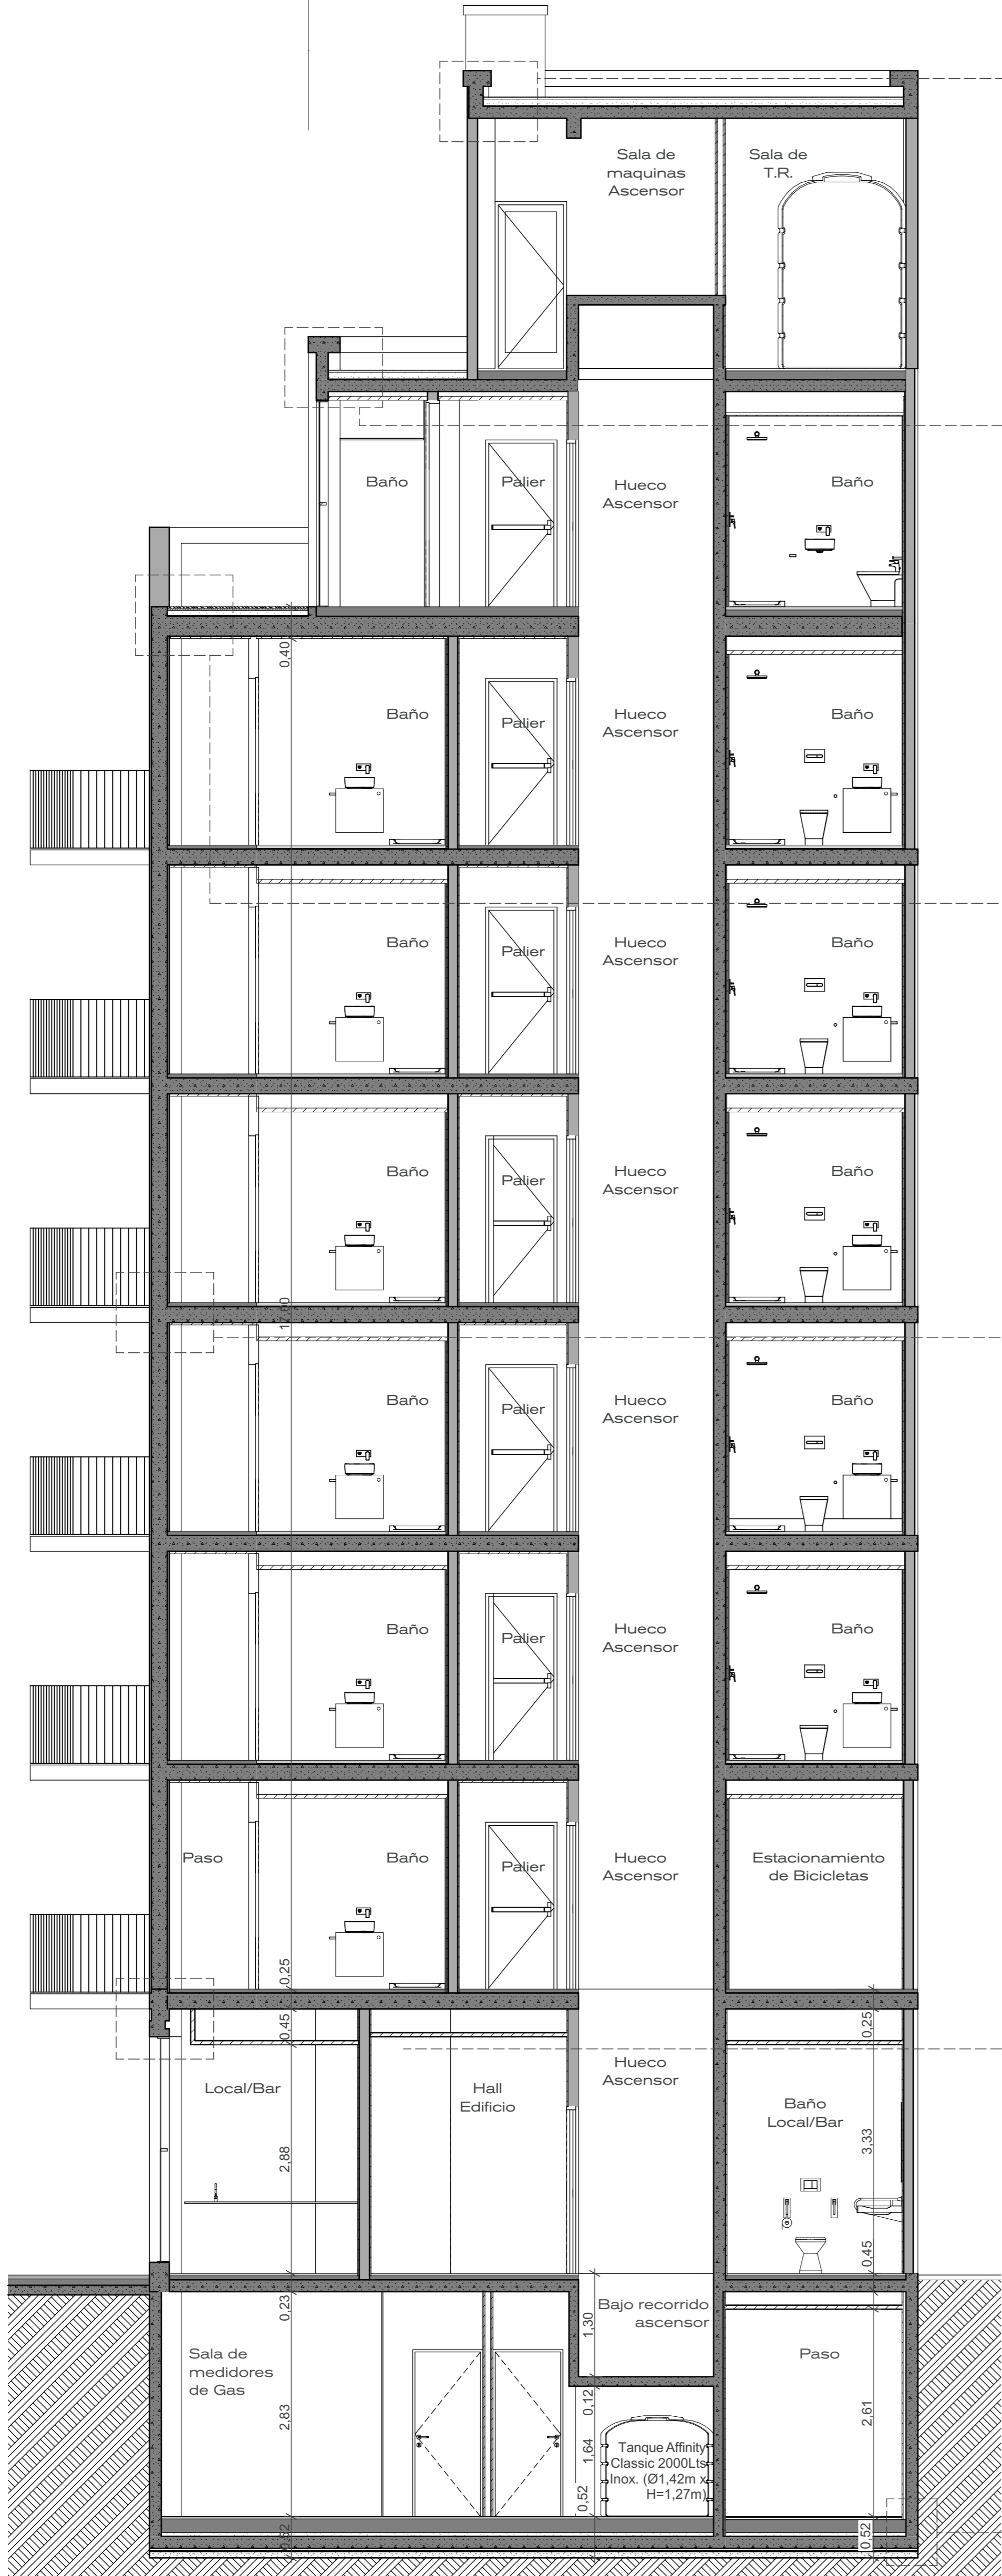 Sala de
maquinas
Ascensor
Sala de
T.R.
Baño
Palier
Hueco
Ascensor
Baño
0,40
Baño
Palier
Hueco
Ascensor
Baño
Baño
Palier
Hueco
Ascensor
Baño
Baño
Palier
Hueco
Ascensor
Baño
Baño
Palier
Hueco
Ascensor
Baño
Baño
Palier
Hueco
Ascensor
Baño
Paso
Baño
Palier
Hueco
Ascensor
Estacionamiento
de Bicicletas
0,25
0,45
0,25
Local/Bar
Hall
Edificio
Hueco
Ascensor
Baño
Local/Bar
2,88
3,33
0,45
0,23
1,30
Bajo recorrido
ascensor
Sala de
medidores
de Gas
Paso
2,83
0,12
2,61
1,64
Tanque Affinity
Classic 2000Lts
Inox. (Ø1,42m x
H=1,27m)
0,52
0,52